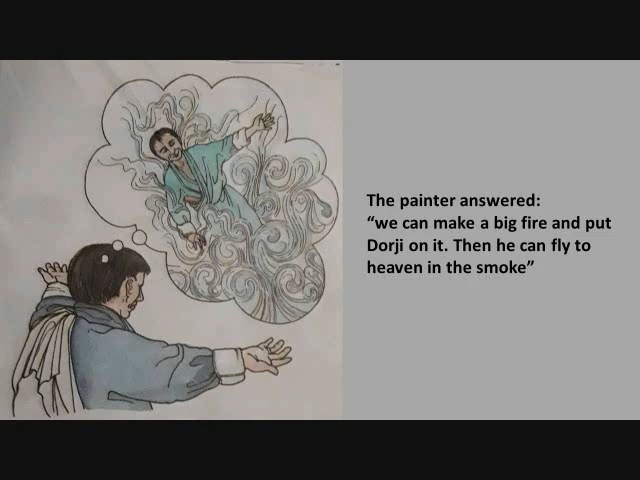 The painter answered:
“we can make a big fire and put
Dorji on it. Then he can fly to
heaven in the smoke”